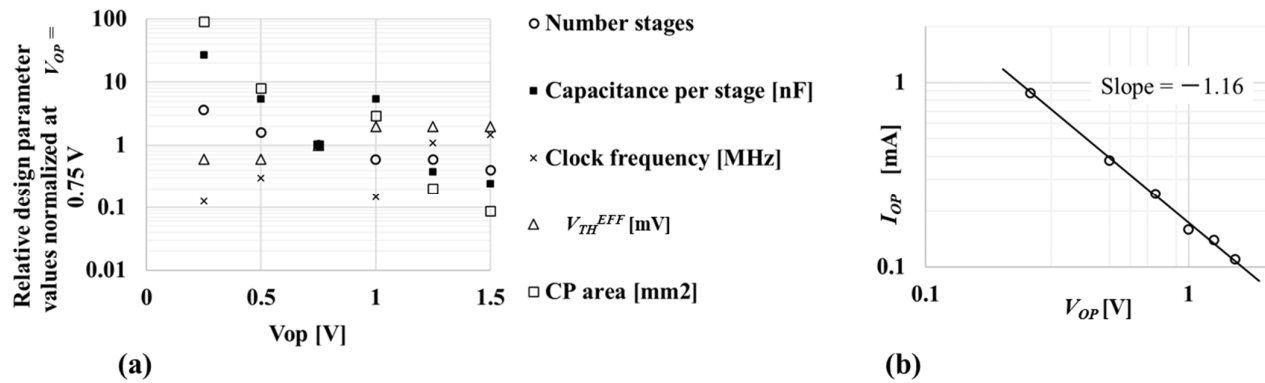 Relative design parameter
values normalized at V_OP =
0.75 V
100
10
1
0.1
0.01
0
0.5
1
1.5
Vop [V]
(a)
Number stages
Capacitance per stage [nF]
Clock frequency [MHz]
V_TH^EFF [mV]
CP area [mm2]
I_OP [mA]
1
0.1
Slope = －1.16
0.1
1
V_OP [V]
(b)